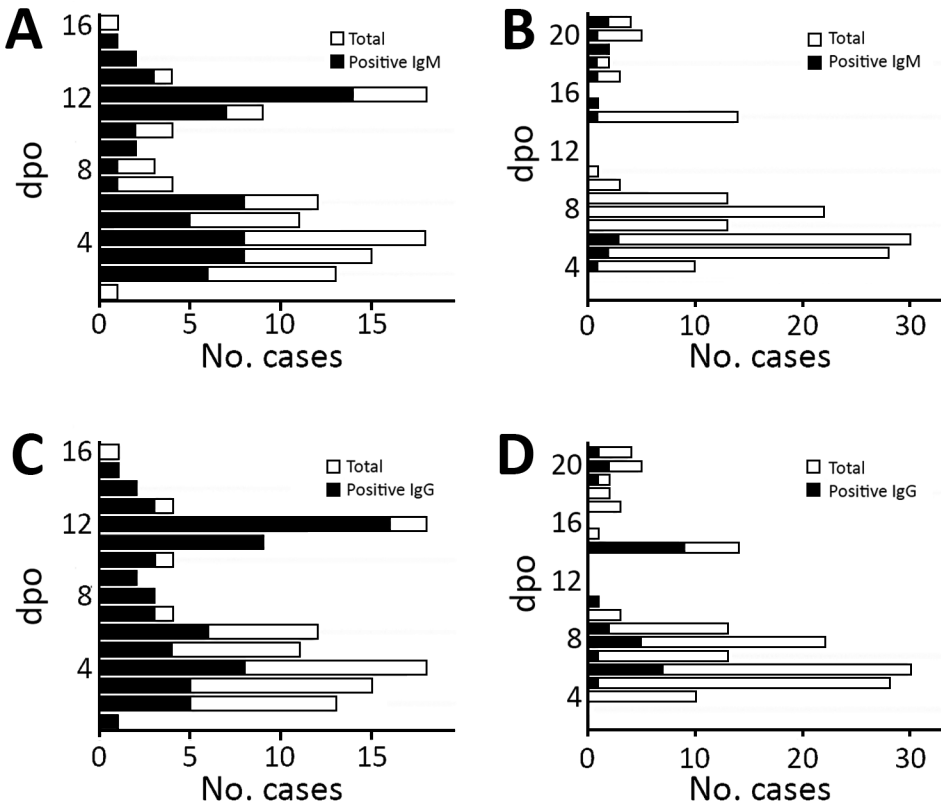 A
dpo
16
12
8
4
Total
Positive IgM
0 5 10 15
No. cases
B
dpo
20
16
12
8
4
Total
Positive IgM
0 10 20 30
No. cases
C
dpo
16
12
8
4
Total
Positive IgG
0 5 10 15
No. cases
D
dpo
20
16
12
8
4
Total
Positive IgG
0 10 20 30
No. cases